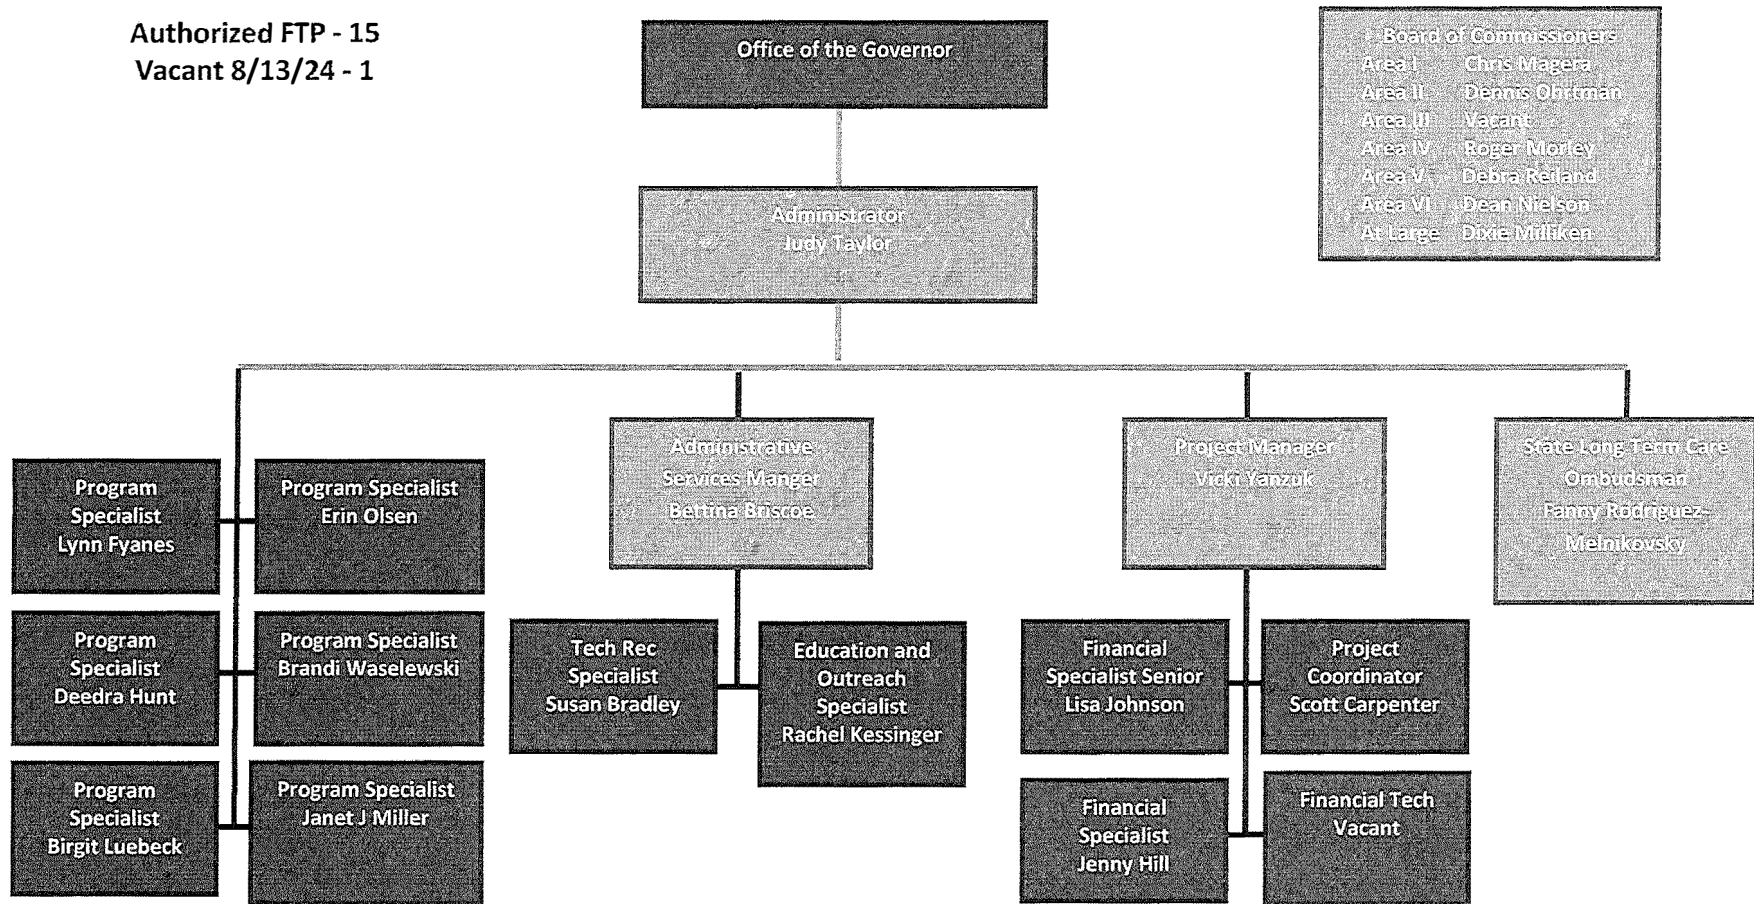 Authorized FTP - 15
Vacant 8/13/24 - 1
Office of the Governor
Board of Commissioners
Area I Chris Magera
Area II Dennis Ohrtman
Area III Vacant
Area IV Roger Morley
Area V Debra Reiland
Area VI Dean Nielson
At Large Dixie Milliken
Administrator
Judy Taylor
Program
Specialist
Lynn Fyanes
Program Specialist
Erin Olsen
Program
Specialist
Deedra Hunt
Program Specialist
Brandi Waselewski
Program
Specialist
Birgit Luebeck
Program Specialist
Janet J Miller
Administrative
Services Manger
Bettina Briscoe
Tech Rec
Specialist
Susan Bradley
Education and
Outreach
Specialist
Rachel Kessinger
Project Manager
Vicki Yanzuk
Financial
Specialist Senior
Lisa Johnson
Project
Coordinator
Scott Carpenter
Financial
Specialist
Jenny Hill
Financial Tech
Vacant
State Long Term Care
Ombudsman
Fanny Rodriguez-
Melnikovsky